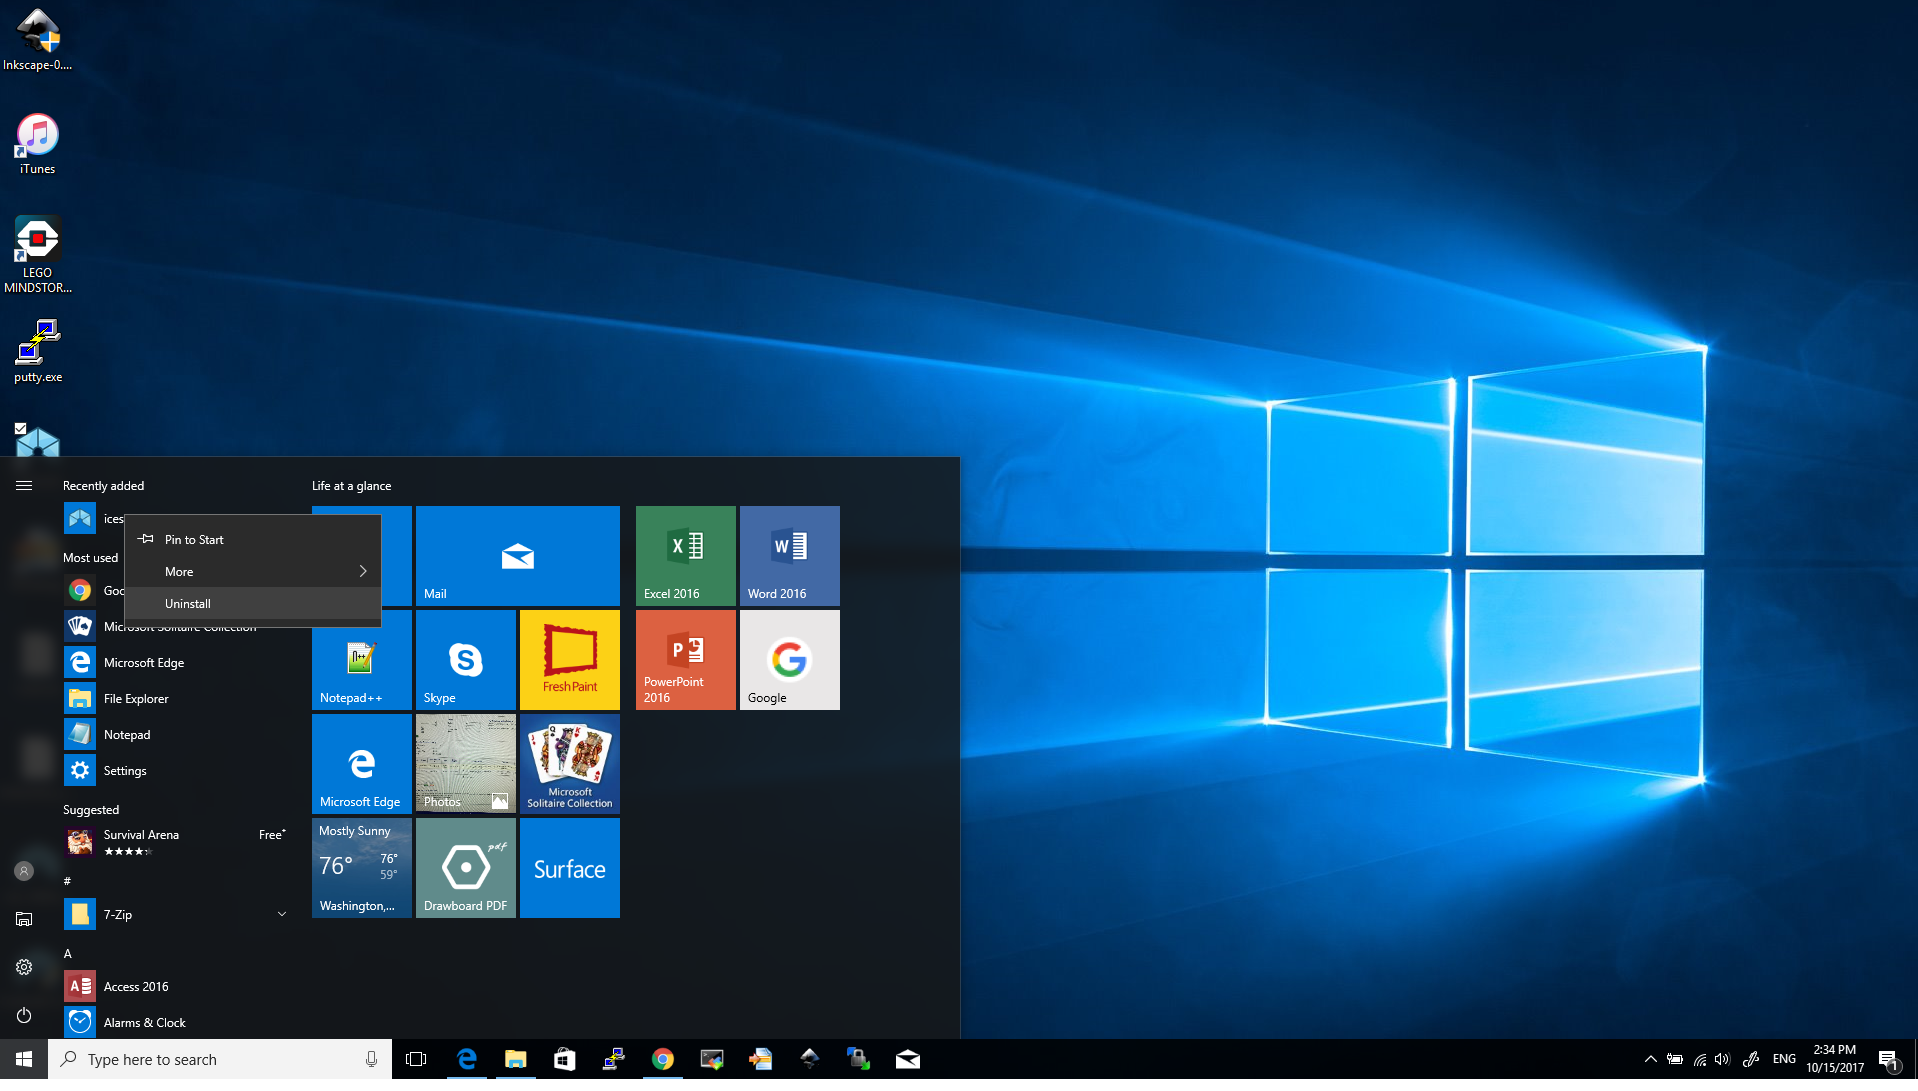 Inkscape-0....
iTunes
LEGO
MINDSTOR...
putty.exe
Recently added
ices
Pin to Start
More
Uninstall
Most used
Goo
Microsoft Solitaire Collection
Microsoft Edge
File Explorer
Notepad
Settings
Suggested
Survival Arena
Free*
#
7-Zip
A
Access 2016
Alarms & Clock
Life at a glance
Mail
Excel 2016
Word 2016
Notepad++
Skype
Fresh Paint
PowerPoint
2016
Google
Microsoft Edge
Photos
Microsoft
Solitaire Collection
Mostly Sunny
76°
76°
59°
Washington,...
pdf
Drawboard PDF
Surface
Type here to search
ENG
2:34 PM
10/15/2017
1